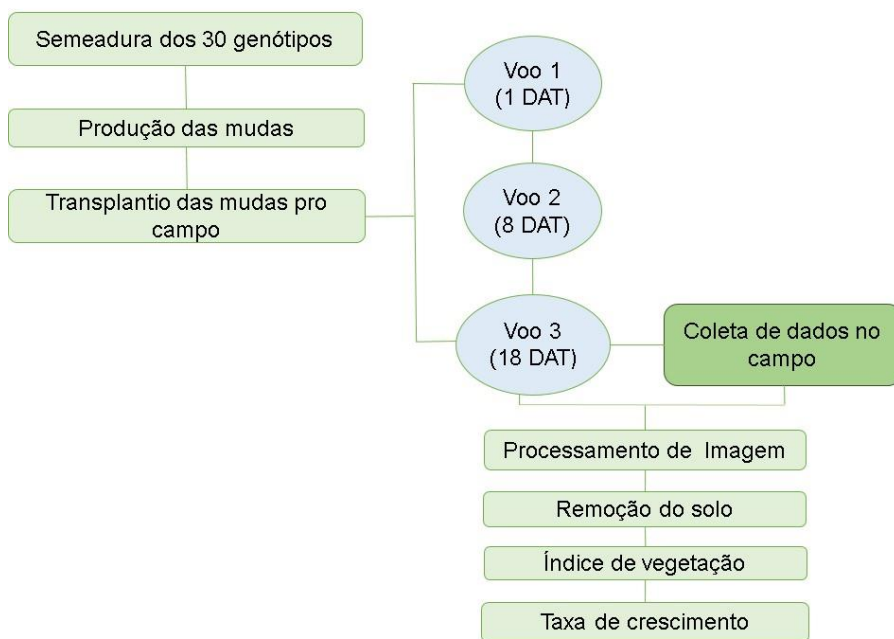 Semeadura dos 30 genótipos
Produção das mudas
Transplantio das mudas pro
campo
Voo 1
(1 DAT)
Voo 2
(8 DAT)
Voo 3
(18 DAT)
Coleta de dados no
campo
Processamento de Imagem
Remoção do solo
Índice de vegetação
Taxa de crescimento